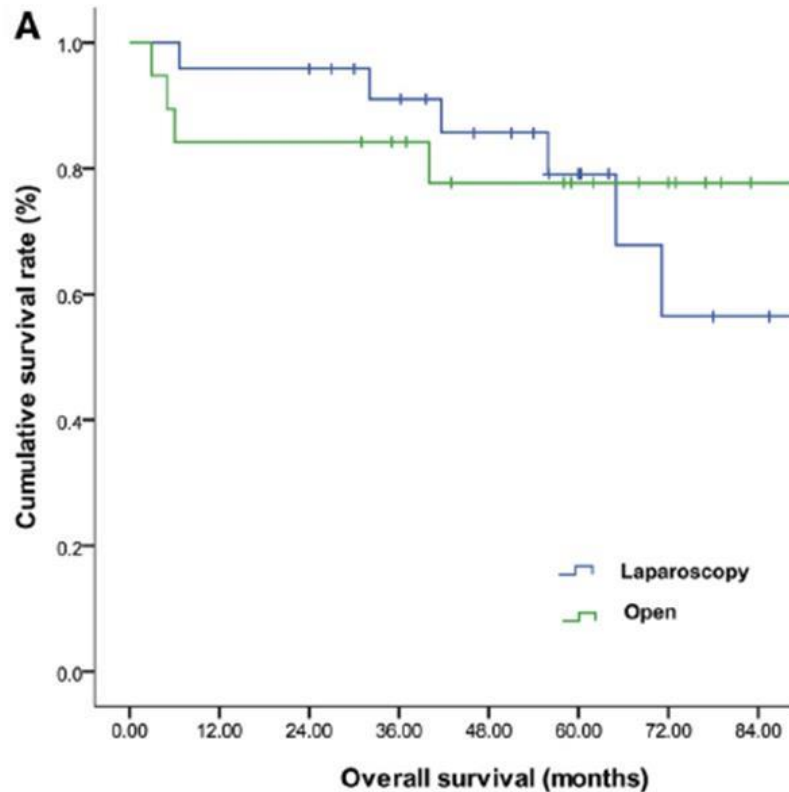 A
Cumulative survival rate (%)
1.0
0.8
0.6
0.4
0.2
0.0
Laparoscopy
Open
0.00 12.00 24.00 36.00 48.00 60.00 72.00 84.00
Overall survival (months)